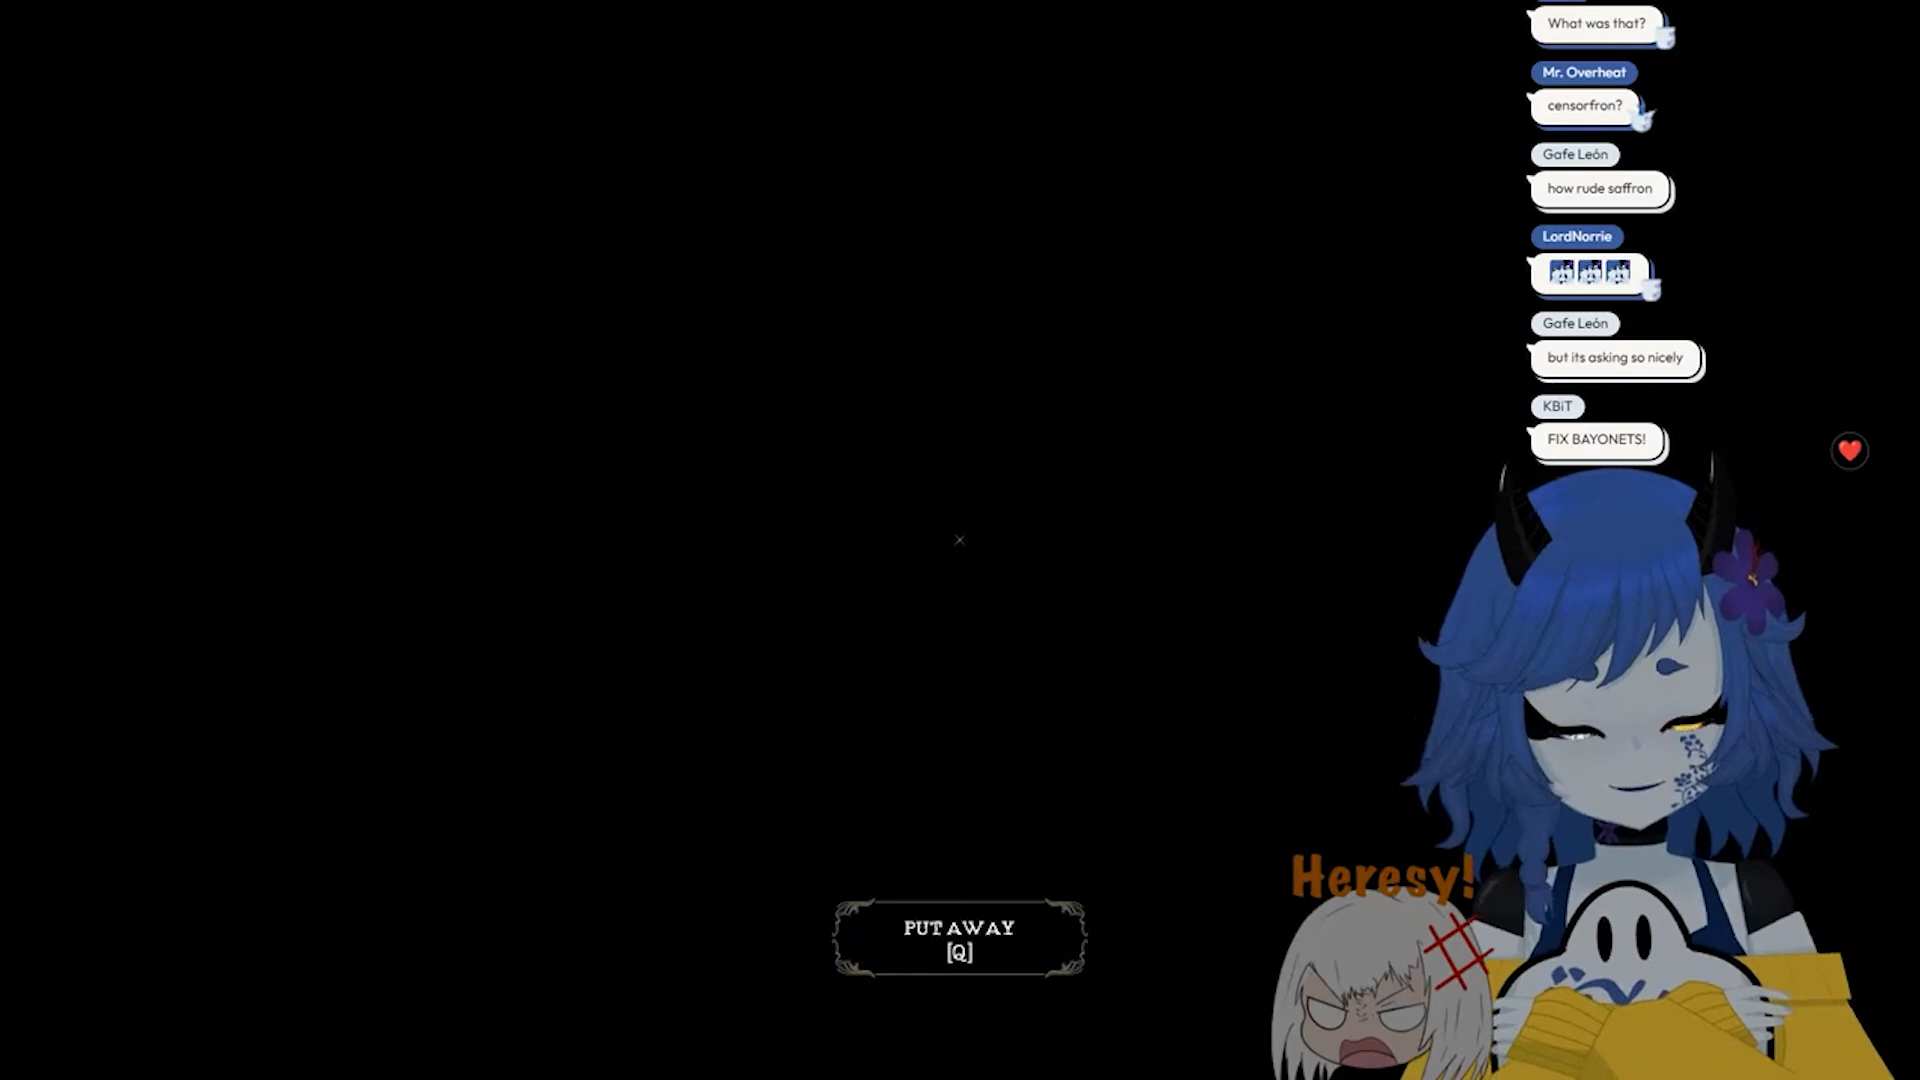 What was that?
Mr. Overheat
censorfron?
Gafe León
how rude saffron
LordNorrie
Gafe León
but its asking so nicely
KBiT
FIX BAYONETS!
Heresy!
PUT AWAY
[Q]